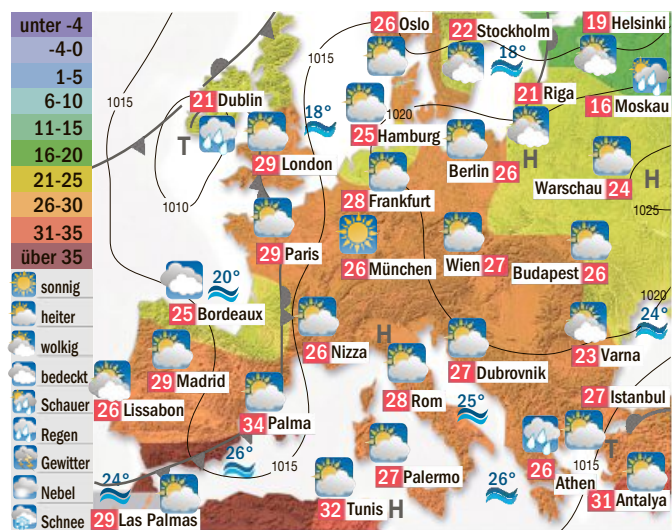 unter -4
-4-0
1-5
6-10
11-15
16-20
21-25
26-30
31-35
über 35
sonnig
heiter
wolkig
bedeckt
Schauer
Regen
Gewitter
Nebel
Schnee
26 Oslo
22 Stockholm
18°
19 Helsinki
1015
1015
21 Dublin
T
18°
1020
21 Riga
16 Moskau
25 Hamburg
29 London
Berlin 26
H
Warschau 24
H
28 Frankfurt
1010
1025
29 Paris
26 München
Wien 27
Budapest 26
20°
25 Bordeaux
1020
24°
26 Nizza
H
23 Varna
29 Madrid
27 Dubrovnik
26 Lissabon
28 Rom
27 Istanbul
34 Palma
25°
T
26°
1015
27 Palermo
26 Athen
1015
24°
26°
31 Antalya
29 Las Palmas
32 Tunis
H